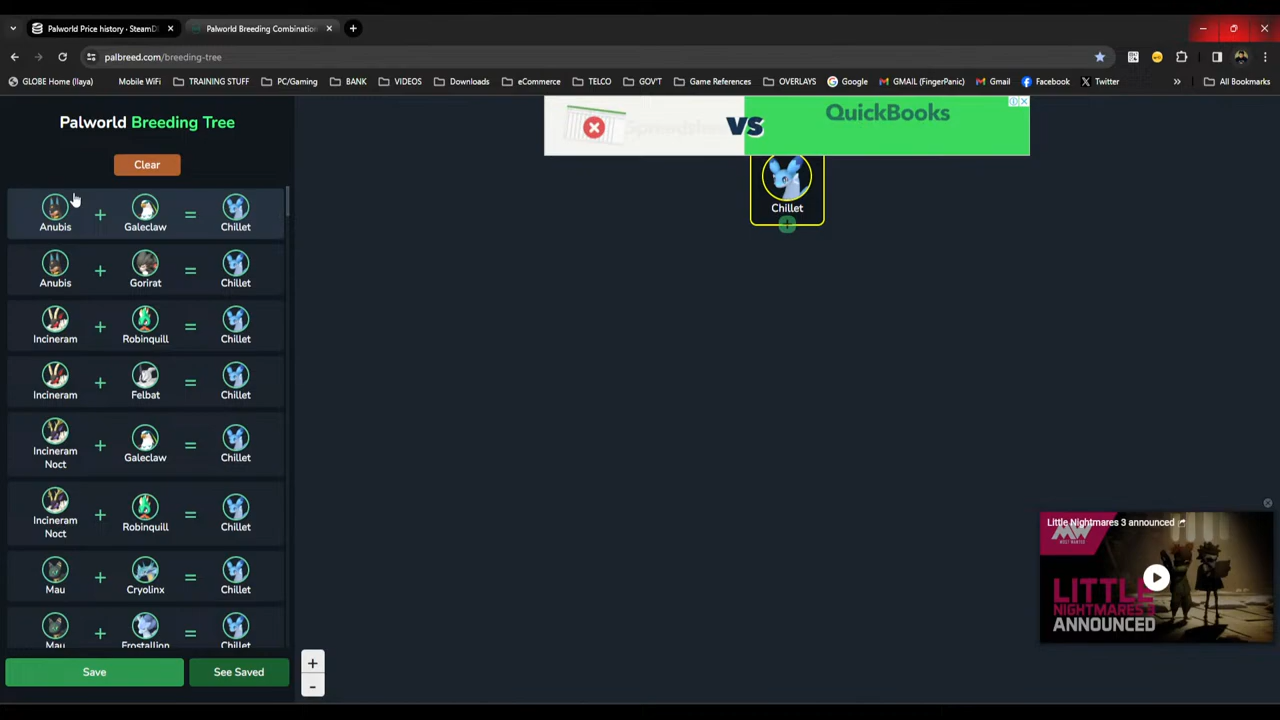 Palworld Price history · SteamD
Palworld Breeding Combination
palbreed.com/breeding-tree
GLOBE Home (Ilaya)
Mobile WiFi
TRAINING STUFF
PC/Gaming
BANK
VIDEOS
Downloads
eCommerce
TELCO
GOV'T
Game References
OVERLAYS
Google
GMAIL (FingerPanic)
Gmail
Facebook
Twitter
»
All Bookmarks
Palworld Breeding Tree
Clear
Anubis + Galeclaw = Chillet
Anubis + Gorirat = Chillet
Incineram + Robinquill = Chillet
Incineram + Felbat = Chillet
Incineram Noct + Galeclaw = Chillet
Incineram Noct + Robinquill = Chillet
Mau + Cryolinx = Chillet
Mau + Frostallion = Chillet
Save
See Saved
+
-
VS
QuickBooks
Chillet
+
Little Nightmares 3 announced
MW
MOST WANTED
LITTLE
NIGHTMARES 3
ANNOUNCED